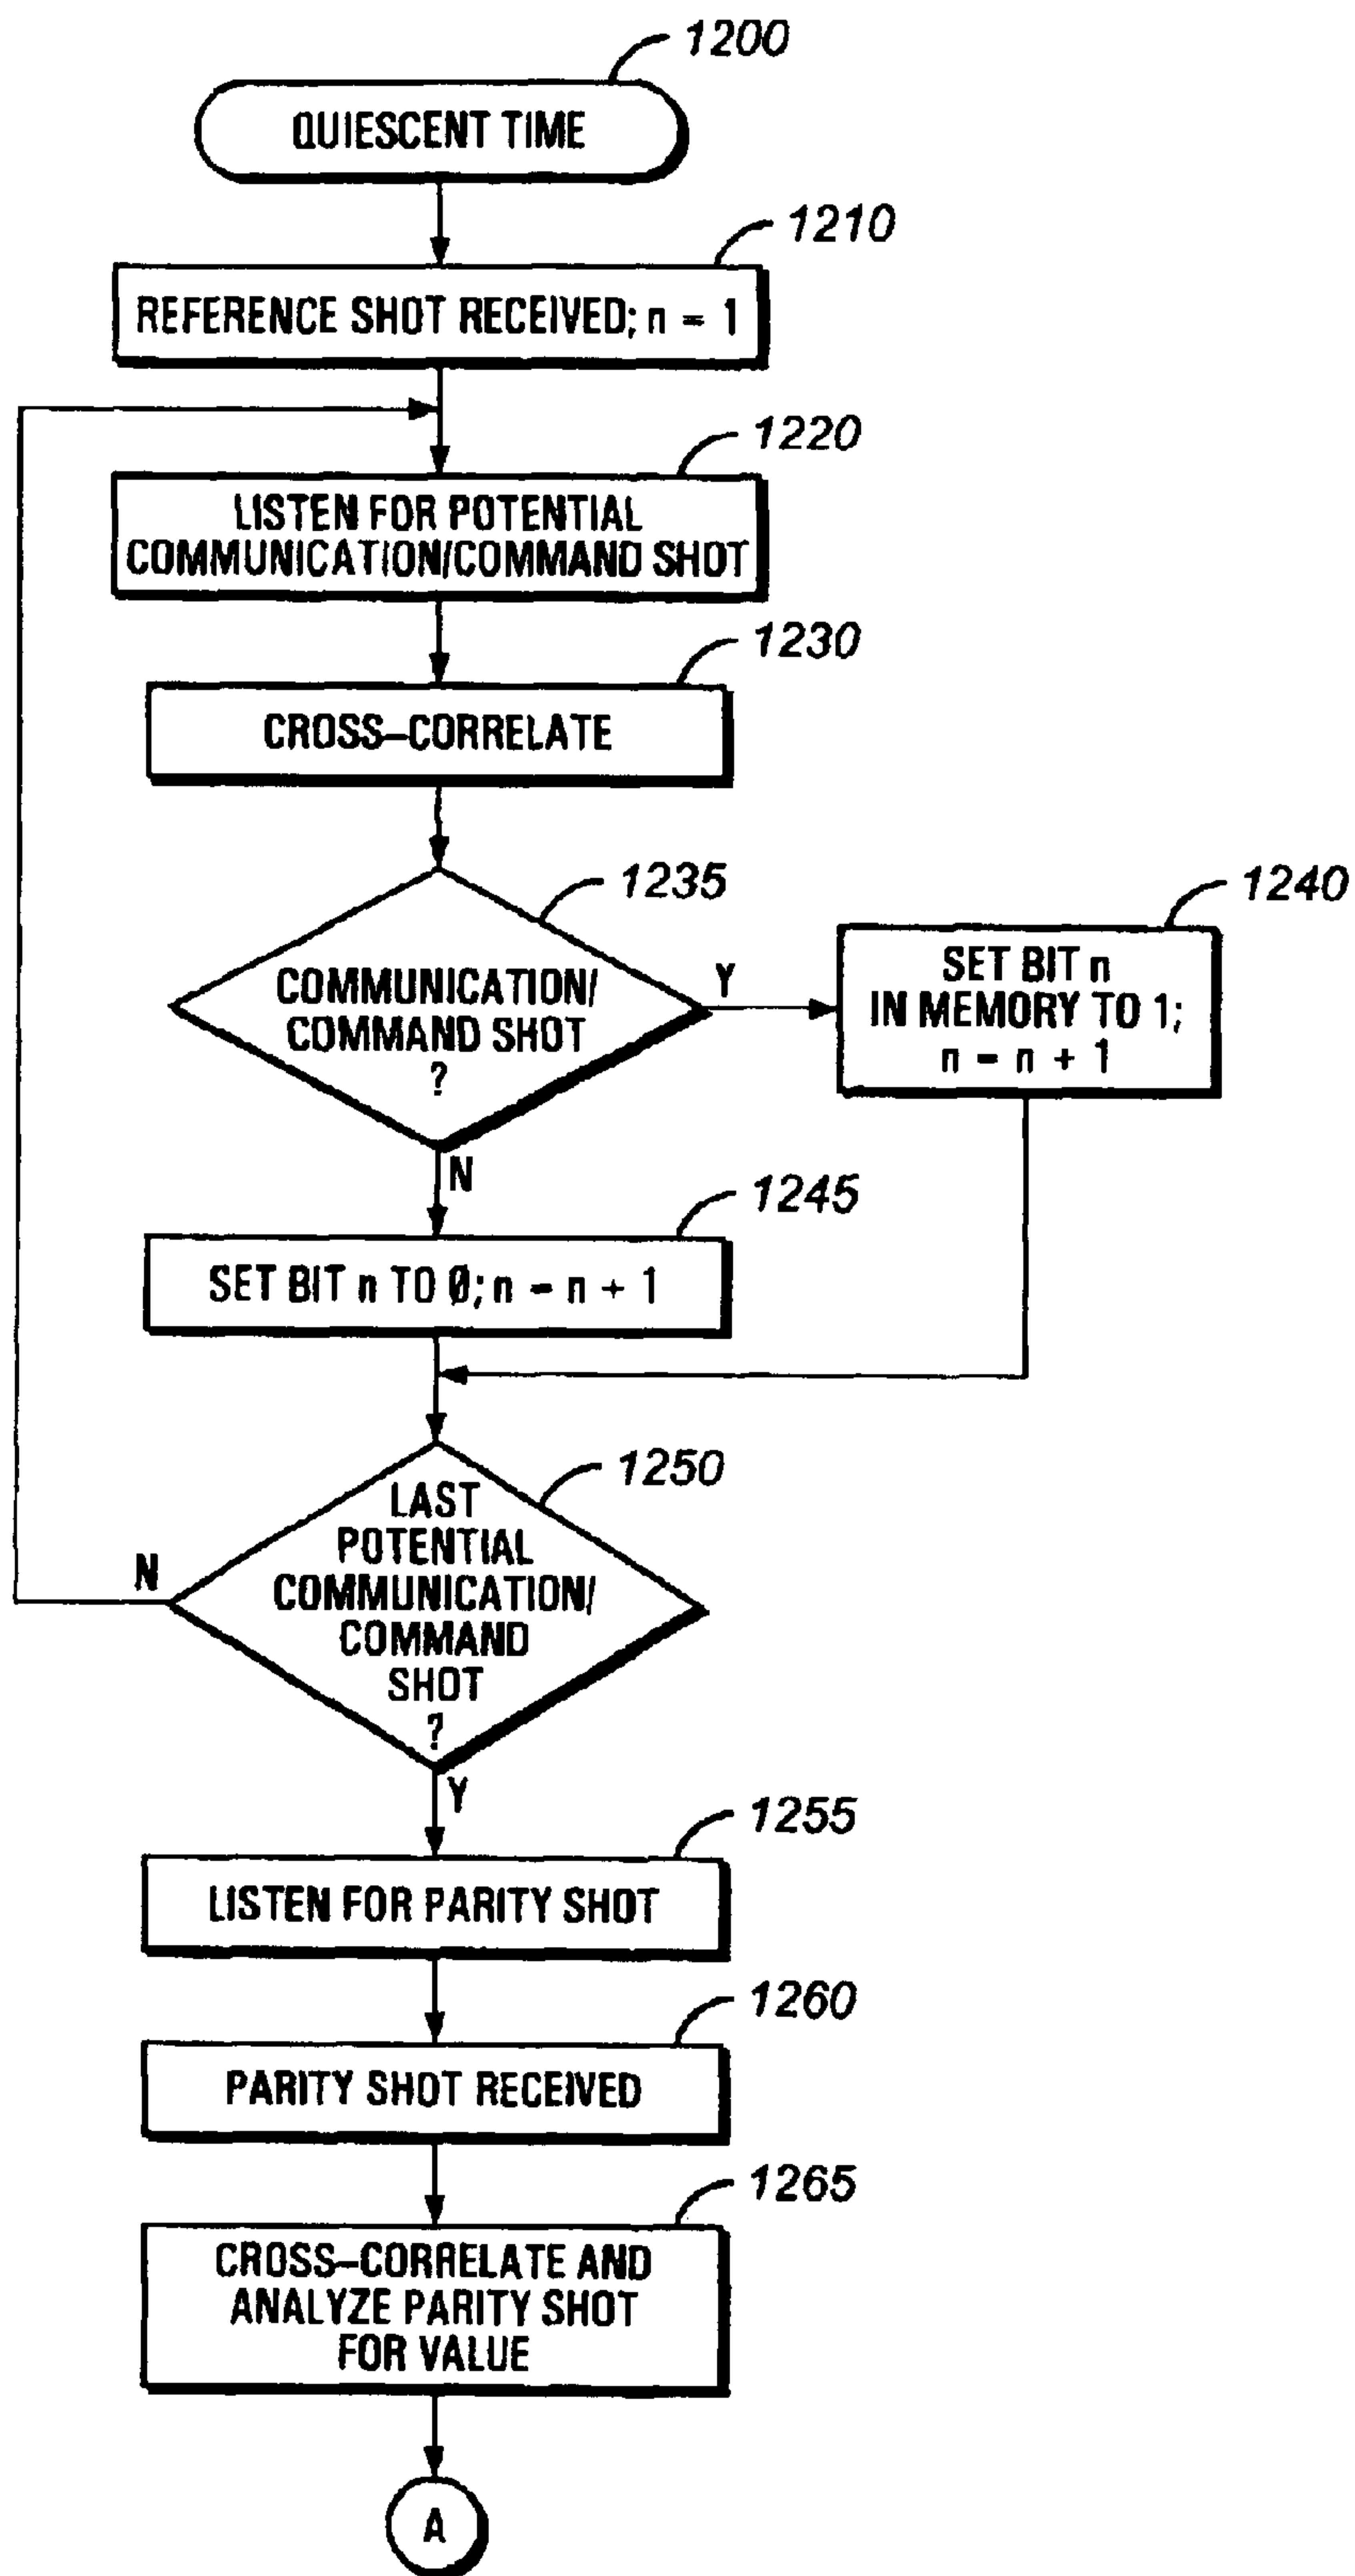 1200
QUIESCENT TIME
1210
REFERENCE SHOT RECEIVED; n = 1
1220
LISTEN FOR POTENTIAL
COMMUNICATION/COMMAND SHOT
1230
CROSS-CORRELATE
1235
COMMUNICATION/
COMMAND SHOT
?
Y
1240
SET BIT n
IN MEMORY TO 1;
n = n + 1
N
1245
SET BIT n TO Ø; n = n + 1
1250
LAST
POTENTIAL
COMMUNICATION/
COMMAND
SHOT
?
N
Y
1255
LISTEN FOR PARITY SHOT
1260
PARITY SHOT RECEIVED
1265
CROSS-CORRELATE AND
ANALYZE PARITY SHOT
FOR VALUE
A